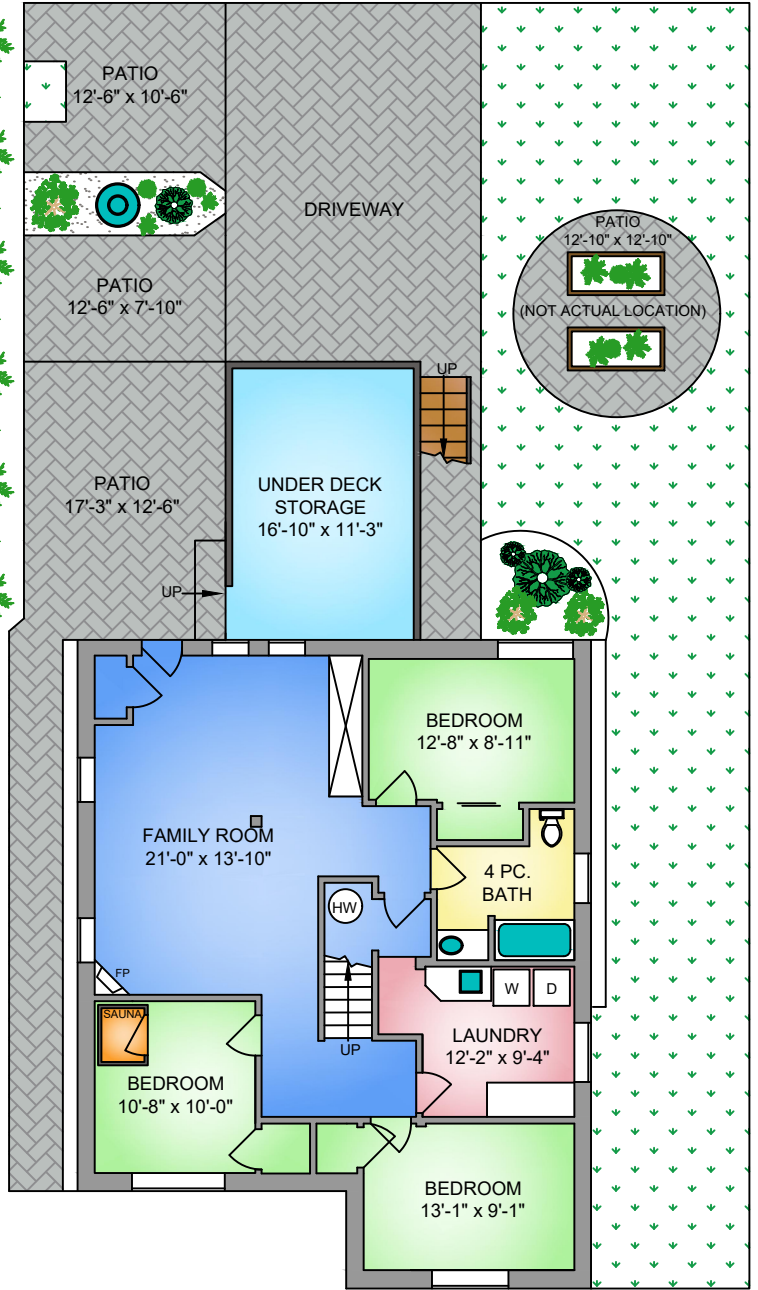 PATIO
12'-6" x 10'-6"
DRIVEWAY
PATIO
12'-10" x 12'-10"
(NOT ACTUAL LOCATION)
PATIO
12'-6" x 7'-10"
UP
PATIO
17'-3" x 12'-6"
UNDER DECK
STORAGE
16'-10" x 11'-3"
UP
BEDROOM
12'-8" x 8'-11"
FAMILY ROOM
21'-0" x 13'-10"
4 PC.
BATH
HW
FP
W
D
SAUNA
LAUNDRY
12'-2" x 9'-4"
UP
BEDROOM
10'-8" x 10'-0"
BEDROOM
13'-1" x 9'-1"